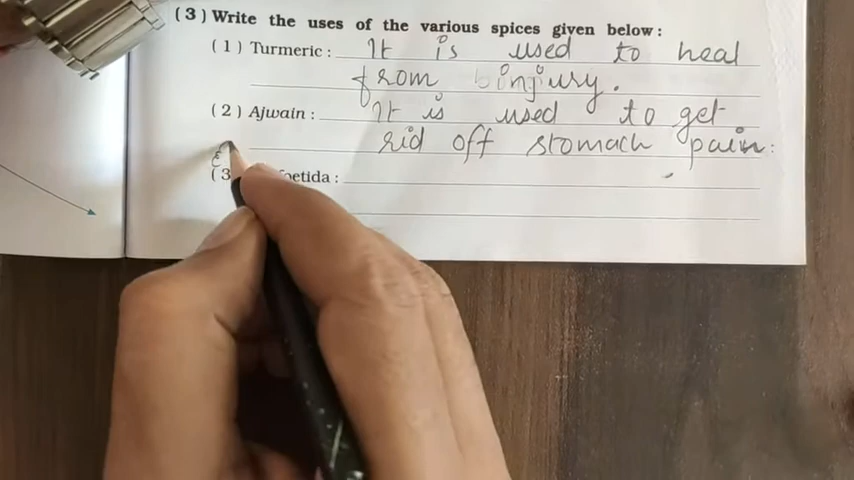 ( 3 ) Write the uses of the various spices given below :
( 1 ) Turmeric : It is used to heal
from injury.
( 2 ) Ajwain : It is used to get
rid off stomach pain.
( 3